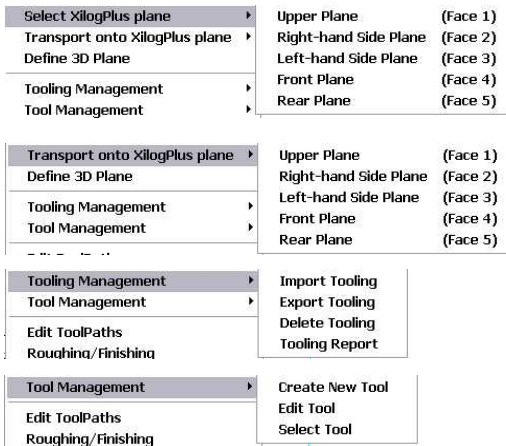 Select XilogPlus plane Upper Plane (Face 1)
Transport onto XilogPlus plane Right-hand Side Plane (Face 2)
Define 3D Plane Left-hand Side Plane (Face 3)
Front Plane (Face 4)
Tooling Management Rear Plane (Face 5)
Tool Management
Transport onto XilogPlus plane Upper Plane (Face 1)
Define 3D Plane Right-hand Side Plane (Face 2)
Left-hand Side Plane (Face 3)
Tooling Management Front Plane (Face 4)
Tool Management Rear Plane (Face 5)
Tooling Management Import Tooling
Tool Management Export Tooling
Delete Tooling
Edit ToolPaths Tooling Report
Roughing/Finishing
Tool Management Create New Tool
Edit Tool
Edit ToolPaths Select Tool
Roughing/Finishing